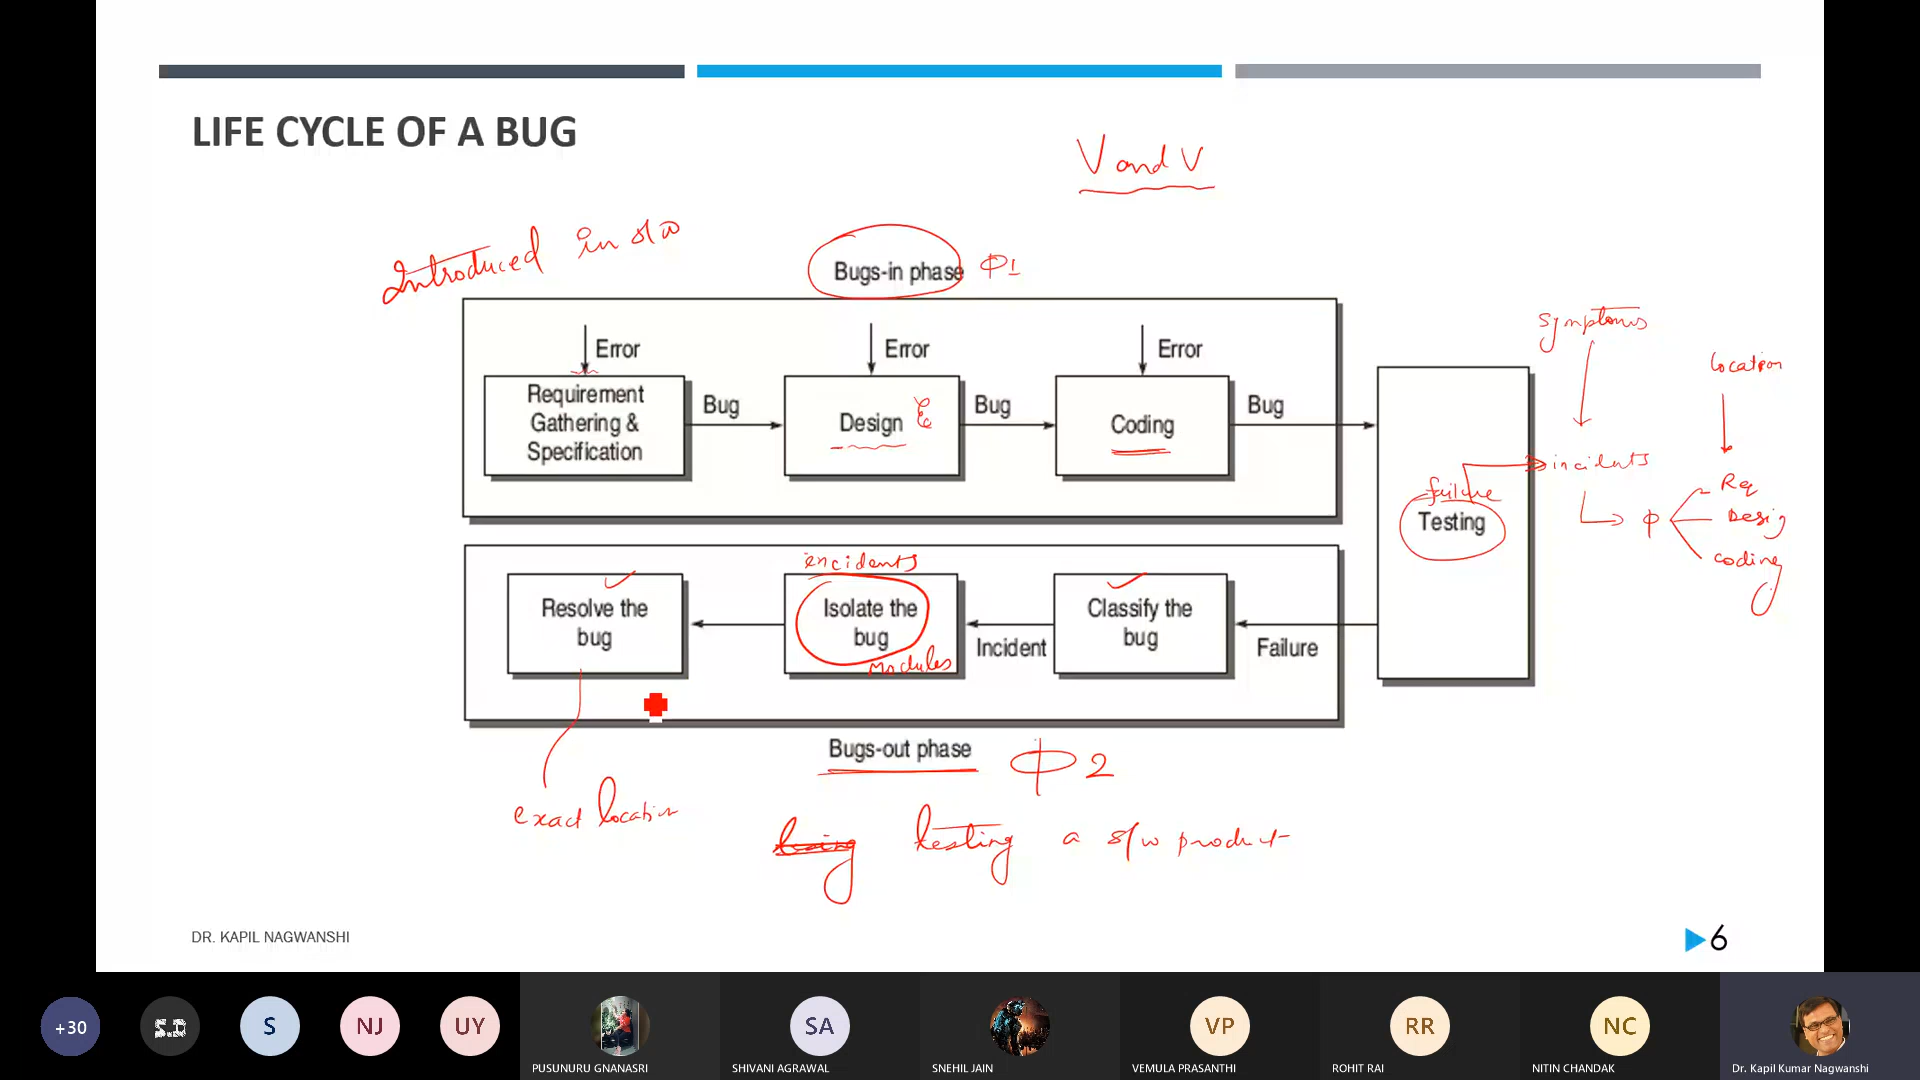 LIFE CYCLE OF A BUG
V and V
Introduced in s/w
Bugs-in phase Φ1
Error
Error
Error
Requirement
Gathering &
Specification
Bug
Design E
Bug
Coding
Bug
symptoms
location
incidents
failure
Testing
Φ
Req
Design
coding
Resolve the
bug
incidents
Isolate the
bug
modules
Incident
Classify the
bug
Failure
Bugs-out phase Φ 2
exact location
testing a s/w product
DR. KAPIL NAGWANSHI
6
+30
S.D
S
NJ
UY
SA
VP
RR
NC
PUSUNURU GNANASRI
SHIVANI AGRAWAL
SNEHIL JAIN
VEMULA PRASANTHI
ROHIT RAI
NITIN CHANDAK
Dr. Kapil Kumar Nagwanshi